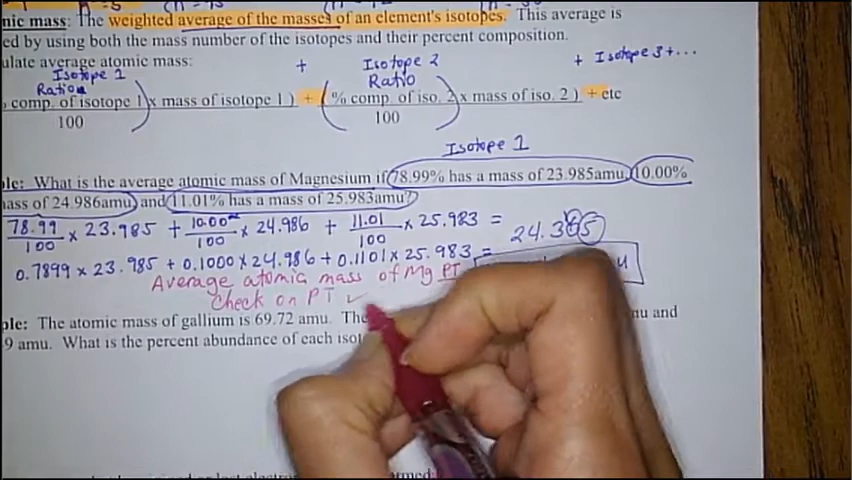 nic mass: The weighted average of the masses of an element's isotopes. This average is
ed by using both the mass number of the isotopes and their percent composition.
ulate average atomic mass:
Isotope 1 + Isotope 2 + Isotope 3 + ...
Ratio Ratio
% comp. of isotope 1 x mass of isotope 1 ) + ( % comp. of iso. 2 x mass of iso. 2 ) + etc
100 100
Isotope 1
le: What is the average atomic mass of Magnesium if 78.99% has a mass of 23.985amu, 10.00%
ass of 24.986amu, and 11.01% has a mass of 25.983amu?
78.99/100 x 23.985 + 10.00/100 x 24.986 + 11.01/100 x 25.983 =
0.7899 x 23.985 + 0.1000 x 24.986 + 0.1101 x 25.983 =
Average atomic mass of Mg PT
Check on PT ✓
ple: The atomic mass of gallium is 69.72 amu. The nu and
9 amu. What is the percent abundance of each isot